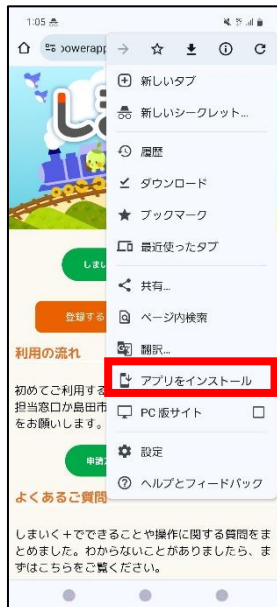 1:05
powerapp
新しいタブ
新しいシークレット...
履歴
ダウンロード
ブックマーク
最近使ったタブ
共有...
ページ内検索
翻訳...
アプリをインストール
PC 版サイト
設定
ヘルプとフィードバック
登録する
利用の流れ
初めてご利用する
担当窓口か島田市
をお願いします。
よくあるご質問
しまいく＋でできることや操作に関する質問をま
とめました。わからないことがありましたら、ま
ずはこちらをご覧ください。